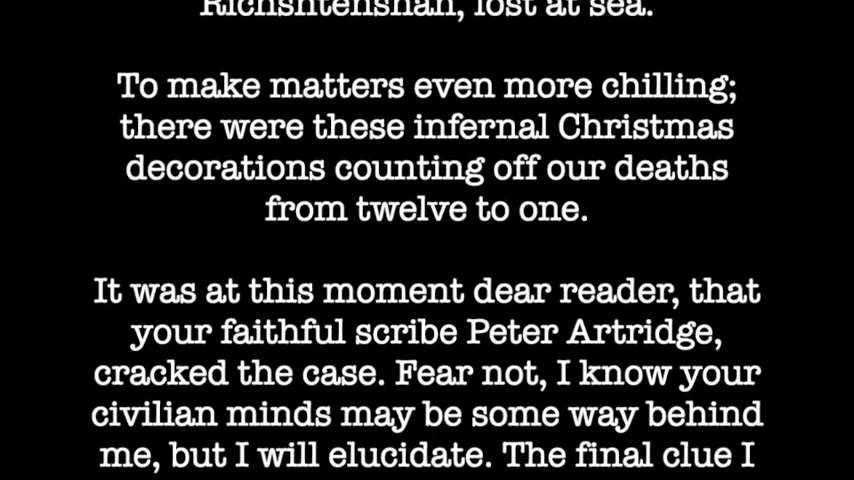 Richshtenshan, lost at sea.
To make matters even more chilling;
there were these infernal Christmas
decorations counting off our deaths
from twelve to one.
It was at this moment dear reader, that
your faithful scribe Peter Artridge,
cracked the case. Fear not, I know your
civilian minds may be some way behind
me, but I will elucidate. The final clue I